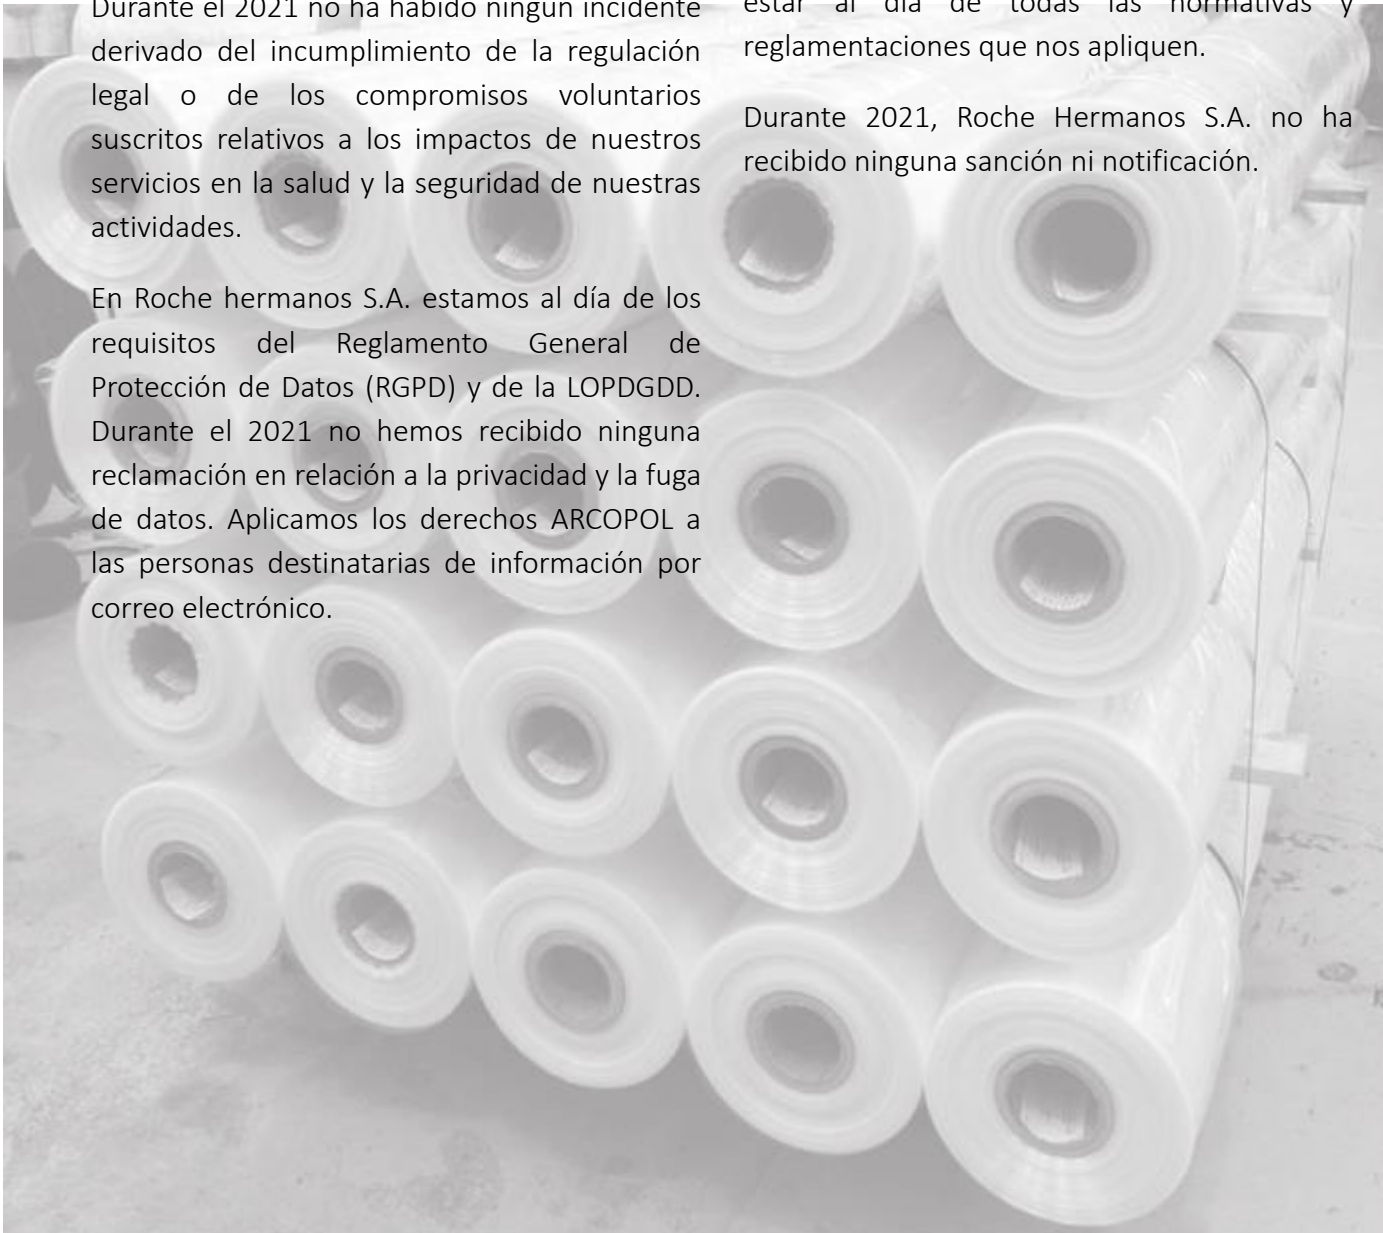 Durante el 2021 no ha habido ningún incidente
derivado del incumplimiento de la regulación
legal o de los compromisos voluntarios
suscritos relativos a los impactos de nuestros
servicios en la salud y la seguridad de nuestras
actividades.
En Roche hermanos S.A. estamos al día de los
requisitos del Reglamento General de
Protección de Datos (RGPD) y de la LOPDGDD.
Durante el 2021 no hemos recibido ninguna
reclamación en relación a la privacidad y la fuga
de datos. Aplicamos los derechos ARCOPOL a
las personas destinatarias de información por
correo electrónico.
estar al día de todas las normativas y
reglamentaciones que nos apliquen.
Durante 2021, Roche Hermanos S.A. no ha
recibido ninguna sanción ni notificación.